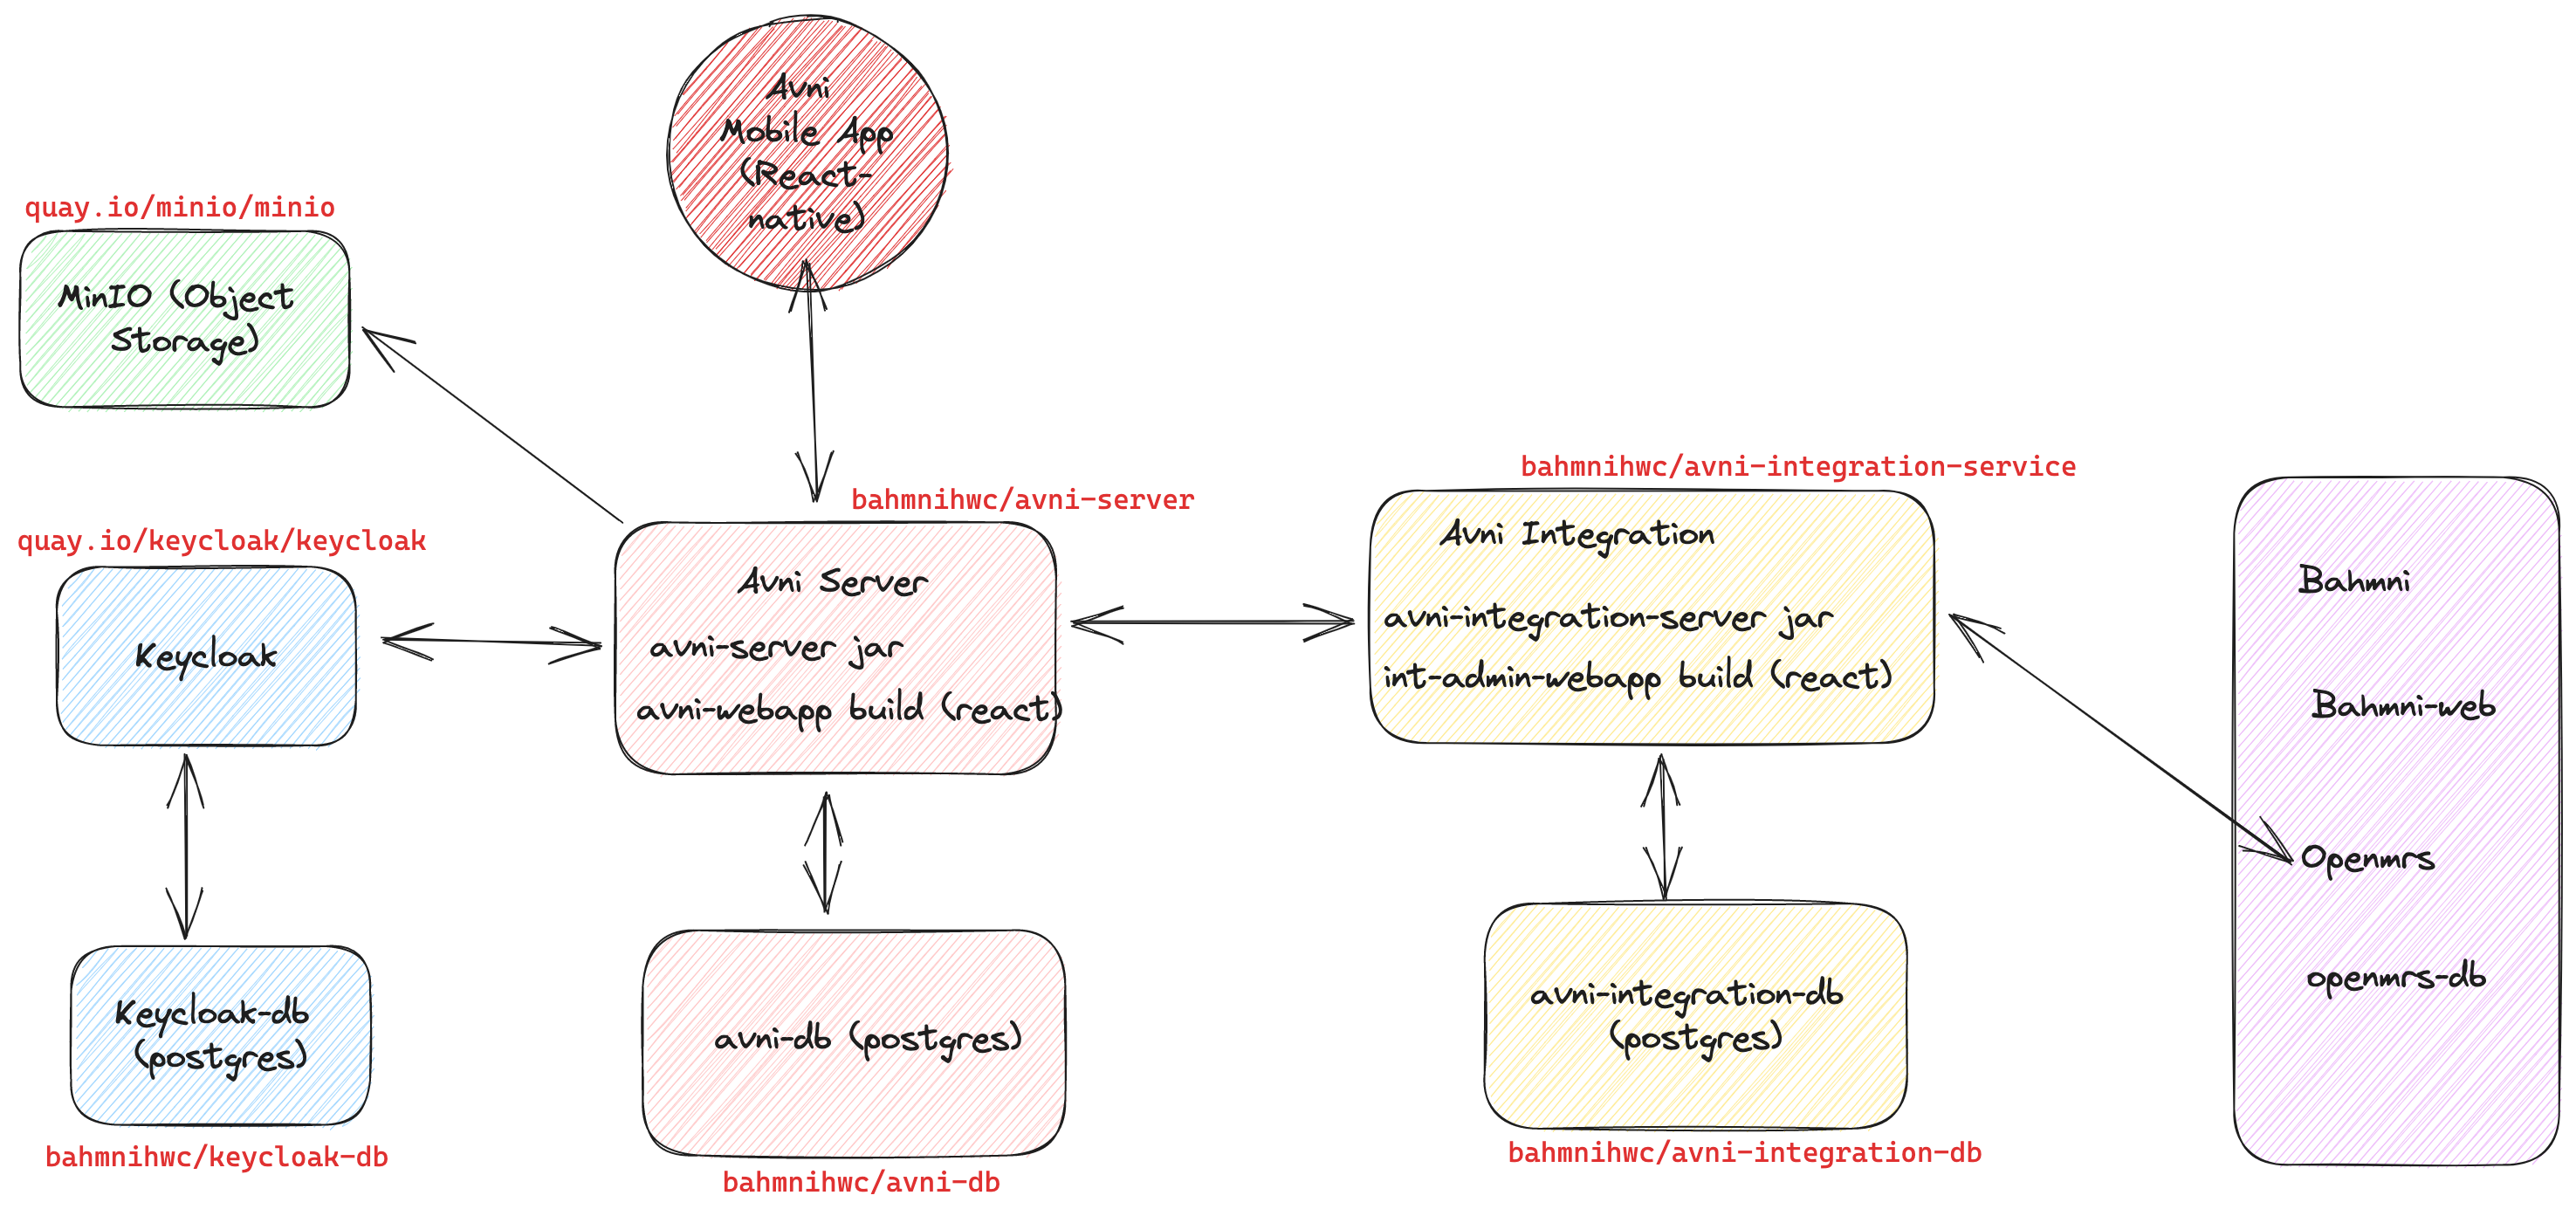 Avni
Mobile App
(React-
native)
quay.io/minio/minio
MinIO (Object
Storage)
bahmnihwc/avni-integration-service
bahmnihwc/avni-server
quay.io/keycloak/keycloak
Keycloak
Avni Server
avni-server jar
avni-webapp build (react)
Avni Integration
avni-integration-server jar
int-admin-webapp build (react)
Bahmni
Bahmni-web
Openmrs
openmrs-db
Keycloak-db
(postgres)
bahmnihwc/keycloak-db
avni-db (postgres)
bahmnihwc/avni-db
avni-integration-db
(postgres)
bahmnihwc/avni-integration-db